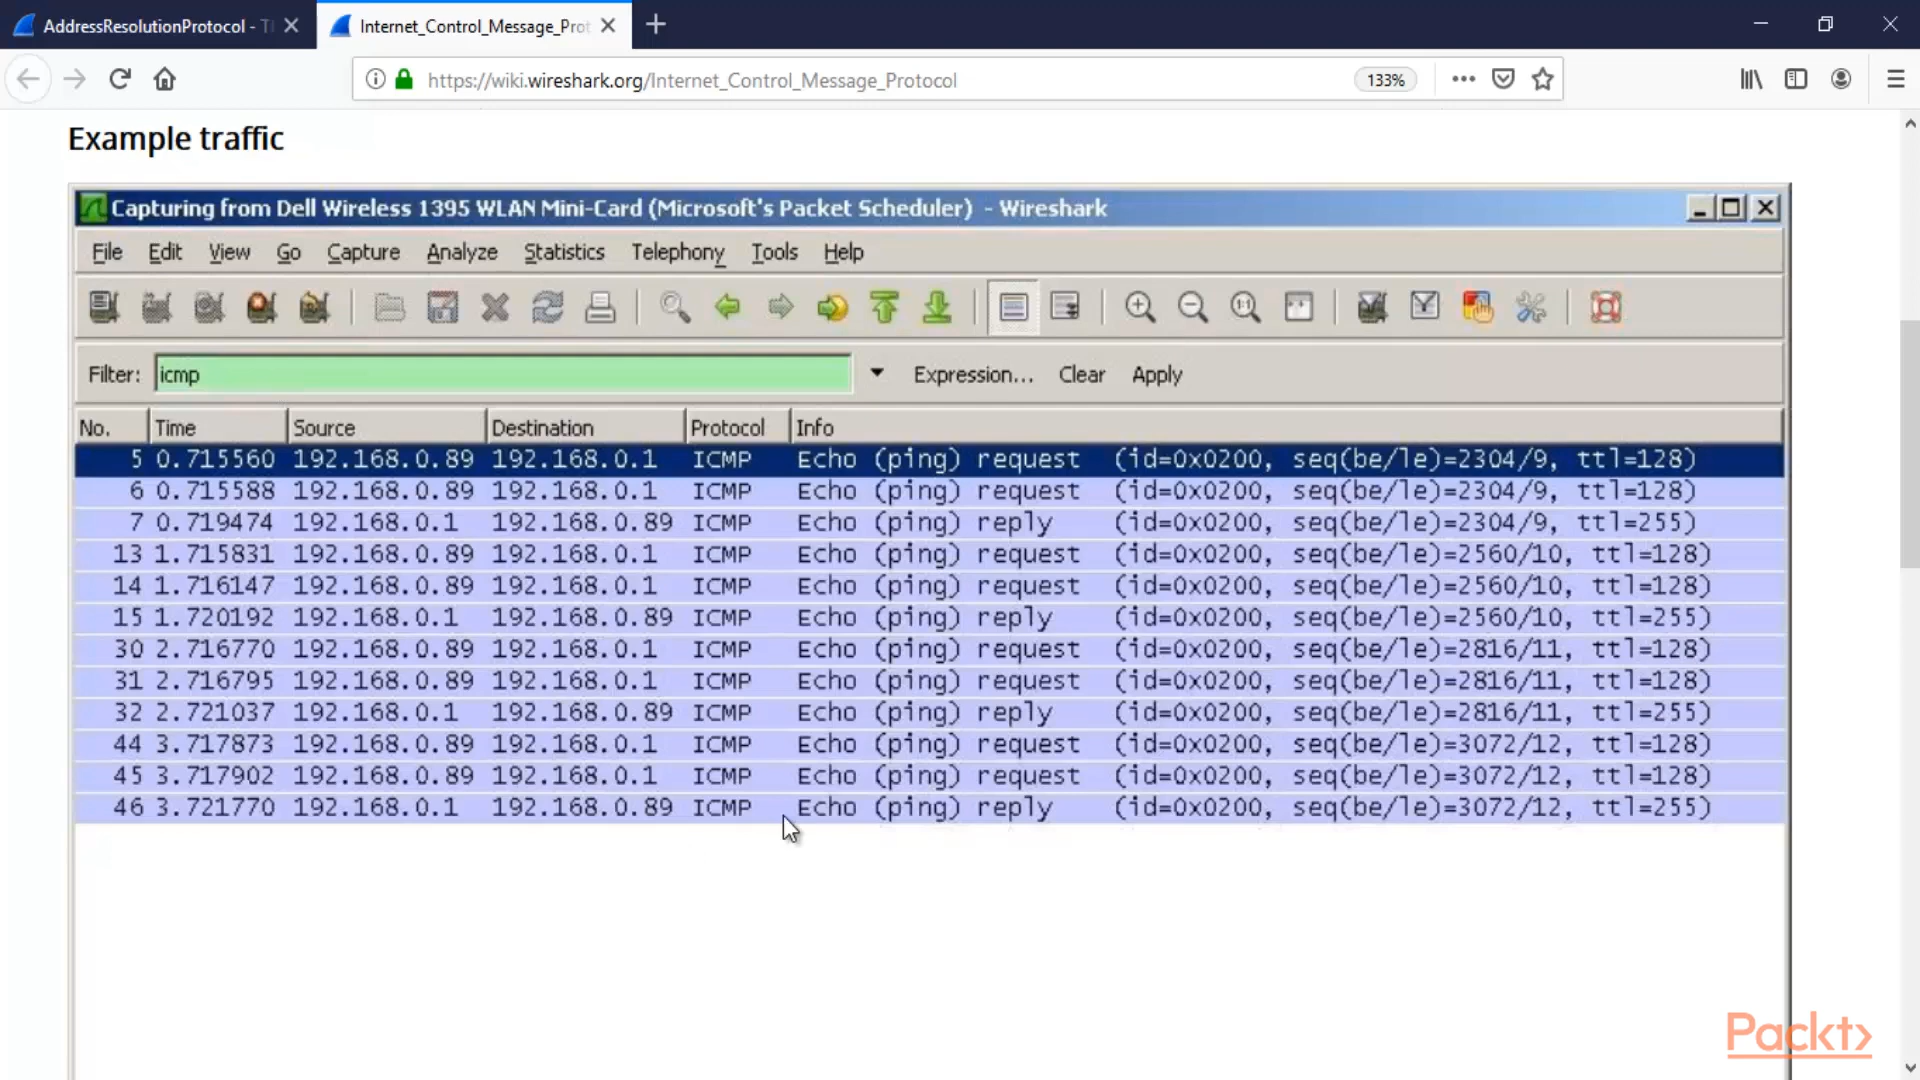 AddressResolutionProtocol - T
Internet_Control_Message_Prot
https://wiki.wireshark.org/Internet_Control_Message_Protocol
133%
Example traffic
Capturing from Dell Wireless 1395 WLAN Mini-Card (Microsoft's Packet Scheduler) - Wireshark
File Edit View Go Capture Analyze Statistics Telephony Tools Help
Filter: icmp Expression... Clear Apply
No. Time Source Destination Protocol Info
5 0.715560 192.168.0.89 192.168.0.1 ICMP Echo (ping) request (id=0x0200, seq(be/le)=2304/9, ttl=128)
6 0.715588 192.168.0.89 192.168.0.1 ICMP Echo (ping) request (id=0x0200, seq(be/le)=2304/9, ttl=128)
7 0.719474 192.168.0.1 192.168.0.89 ICMP Echo (ping) reply (id=0x0200, seq(be/le)=2304/9, ttl=255)
13 1.715831 192.168.0.89 192.168.0.1 ICMP Echo (ping) request (id=0x0200, seq(be/le)=2560/10, ttl=128)
14 1.716147 192.168.0.89 192.168.0.1 ICMP Echo (ping) request (id=0x0200, seq(be/le)=2560/10, ttl=128)
15 1.720192 192.168.0.1 192.168.0.89 ICMP Echo (ping) reply (id=0x0200, seq(be/le)=2560/10, ttl=255)
30 2.716770 192.168.0.89 192.168.0.1 ICMP Echo (ping) request (id=0x0200, seq(be/le)=2816/11, ttl=128)
31 2.716795 192.168.0.89 192.168.0.1 ICMP Echo (ping) request (id=0x0200, seq(be/le)=2816/11, ttl=128)
32 2.721037 192.168.0.1 192.168.0.89 ICMP Echo (ping) reply (id=0x0200, seq(be/le)=2816/11, ttl=255)
44 3.717873 192.168.0.89 192.168.0.1 ICMP Echo (ping) request (id=0x0200, seq(be/le)=3072/12, ttl=128)
45 3.717902 192.168.0.89 192.168.0.1 ICMP Echo (ping) request (id=0x0200, seq(be/le)=3072/12, ttl=128)
46 3.721770 192.168.0.1 192.168.0.89 ICMP Echo (ping) reply (id=0x0200, seq(be/le)=3072/12, ttl=255)
Packt>